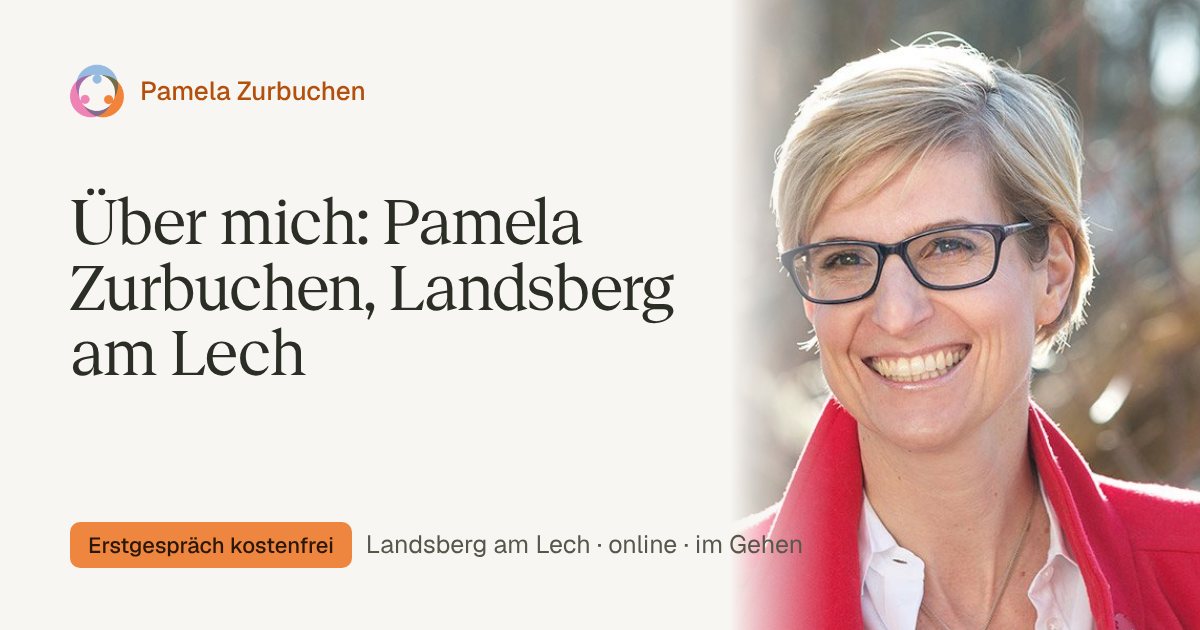 Pamela Zurbuchen
Über mich: Pamela
Zurbuchen, Landsberg
am Lech
Erstgespräch kostenfrei
Landsberg am Lech · online · im Gehen